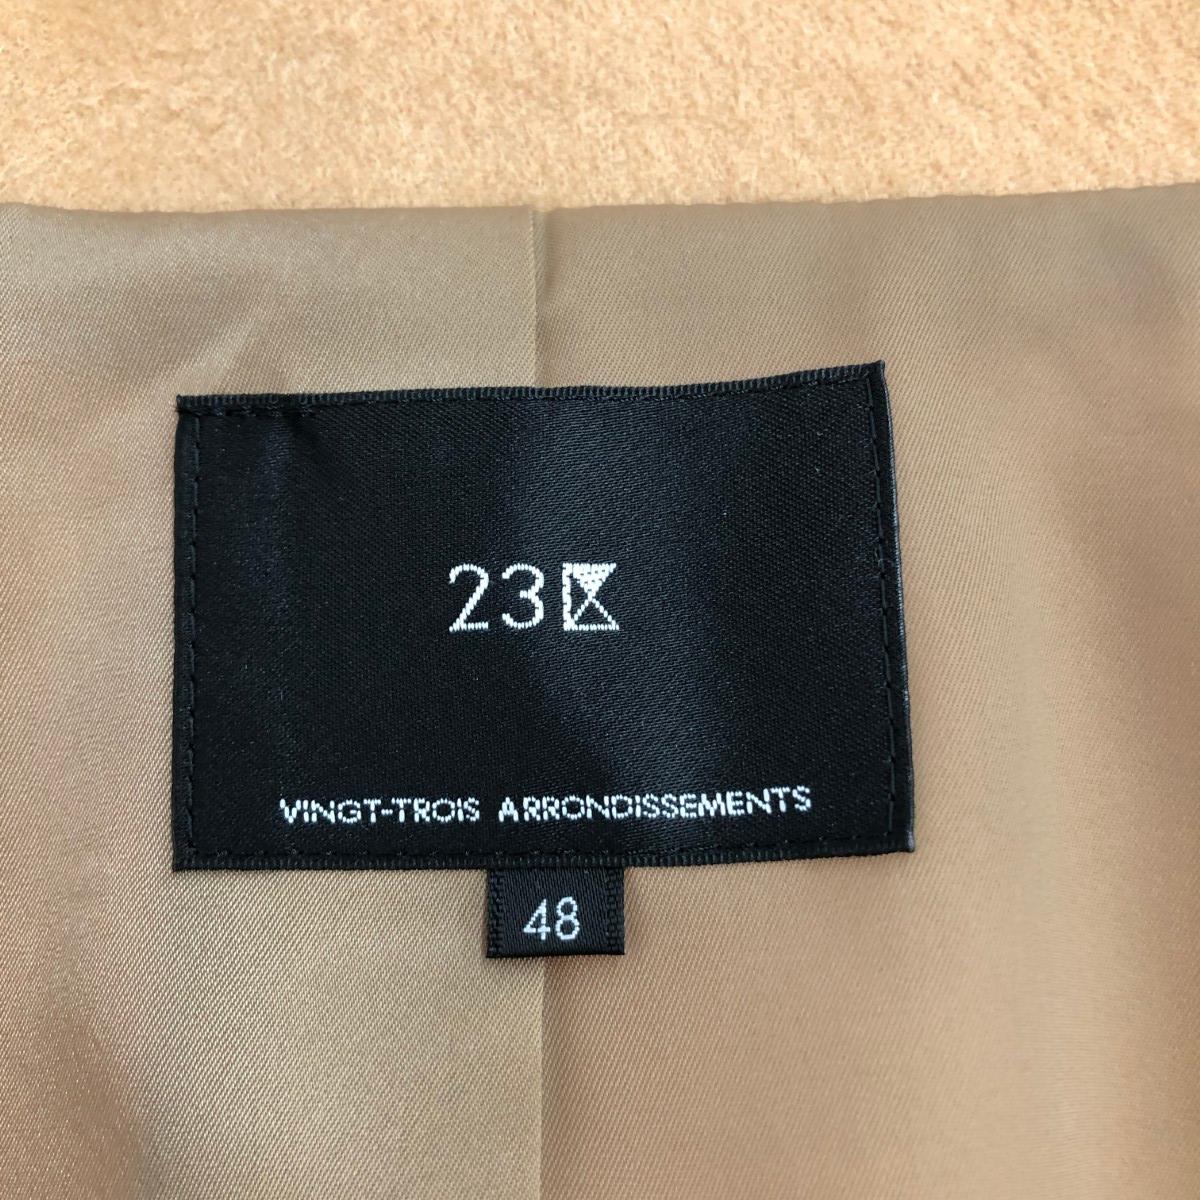 23区
VINGT-TROIS ARRONDISSEMENTS
48